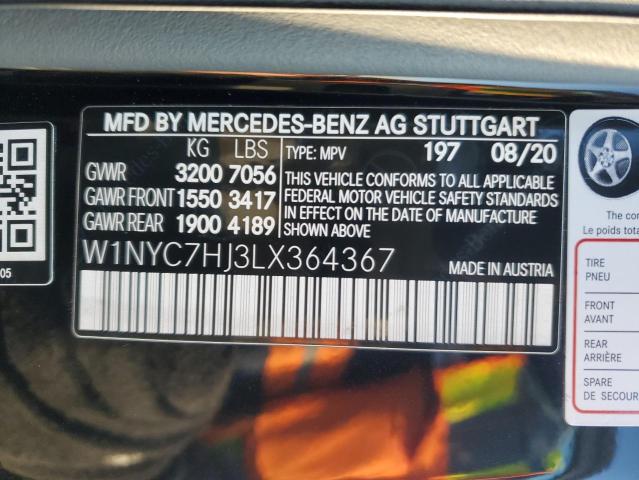 MFD BY MERCEDES-BENZ AG STUTTGART
KG LBS TYPE: MPV 197 08/20
GVWR 3200 7056
GAWR FRONT 1550 3417
GAWR REAR 1900 4189
THIS VEHICLE CONFORMS TO ALL APPLICABLE
FEDERAL MOTOR VEHICLE SAFETY STANDARDS
IN EFFECT ON THE DATE OF MANUFACTURE
SHOWN ABOVE
W1NYC7HJ3LX364367
MADE IN AUSTRIA
05
The con
Le poids tota
TIRE
PNEU
FRONT
AVANT
REAR
ARRIÈRE
SPARE
DE SECOUR